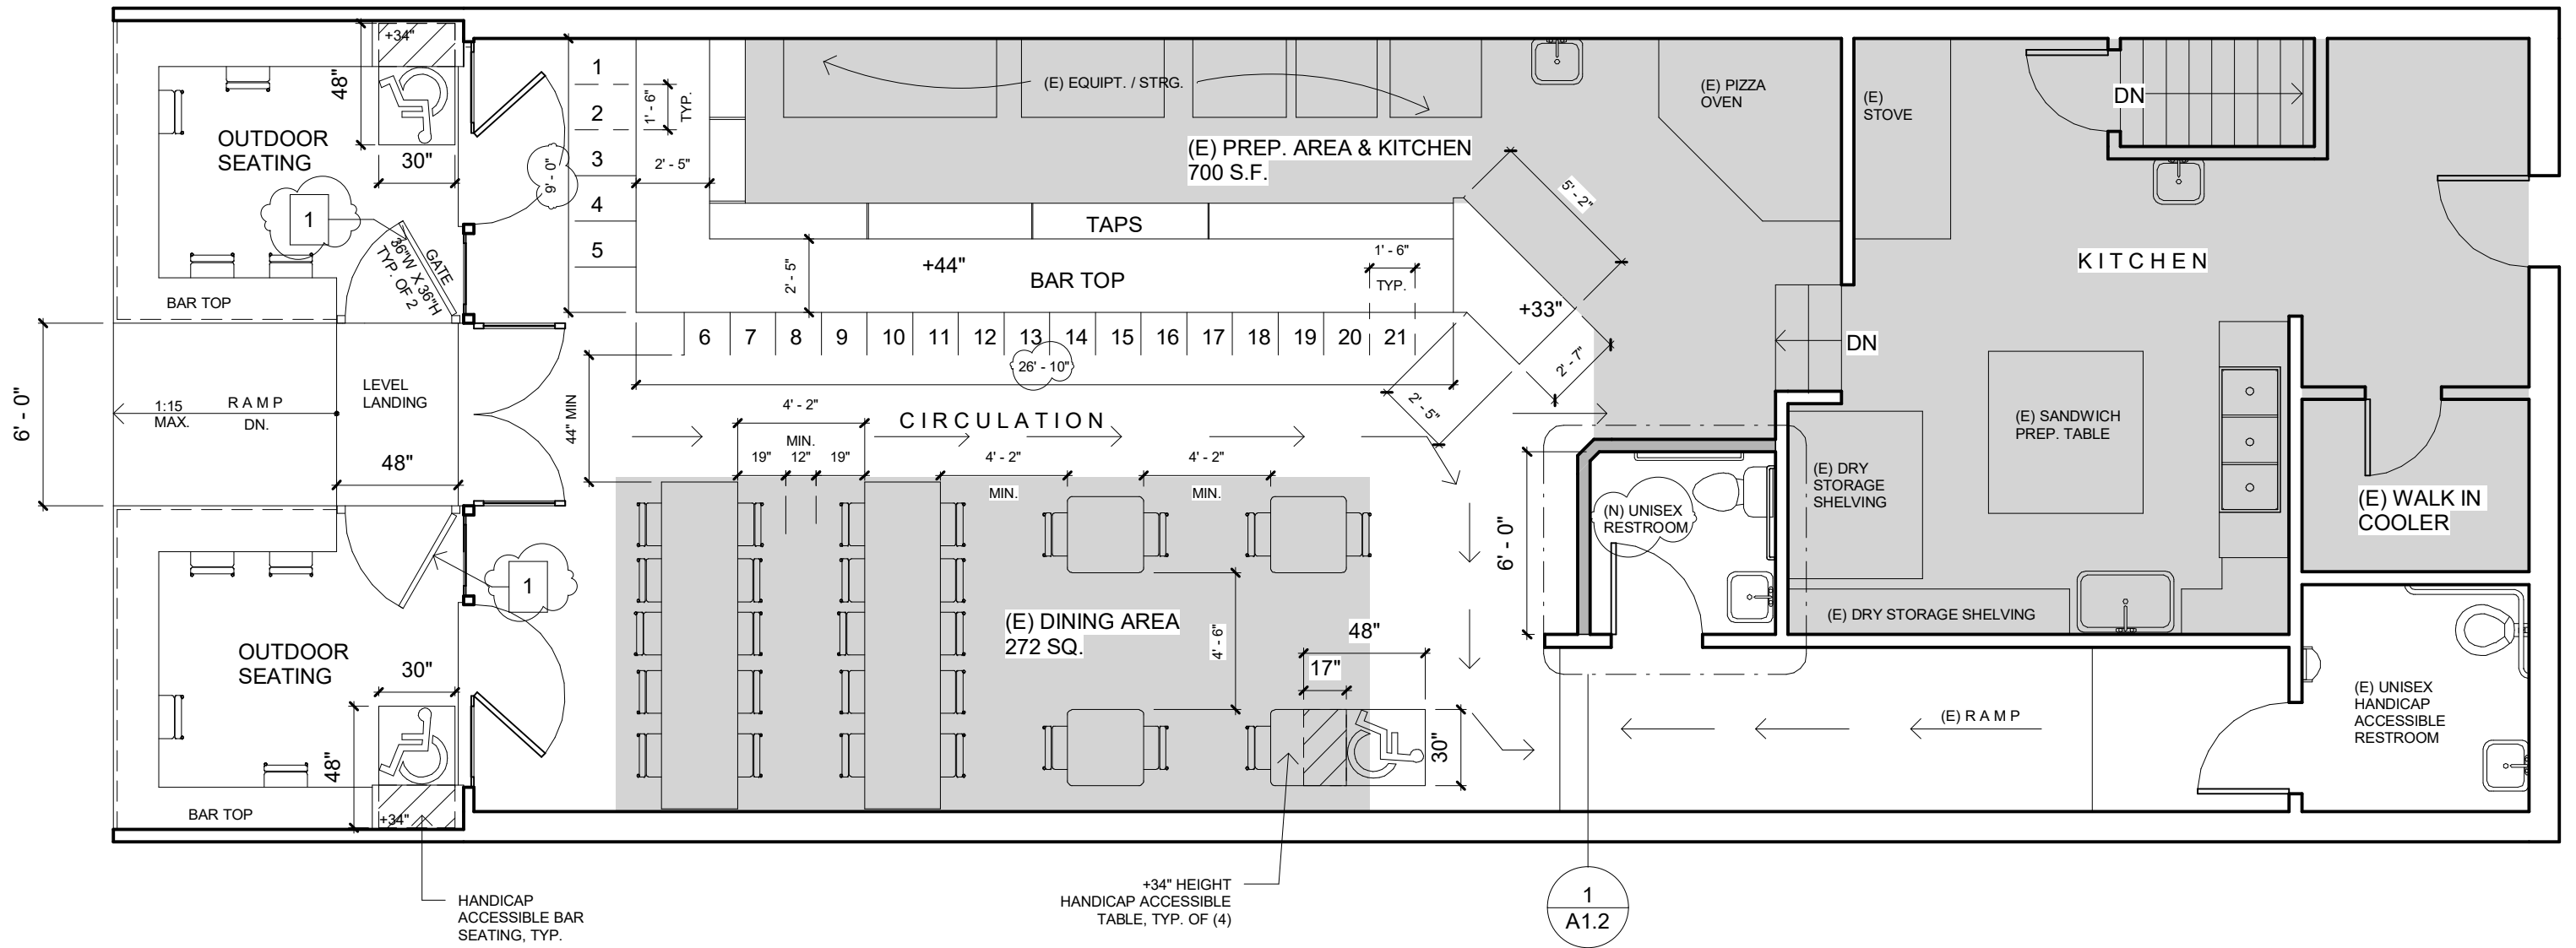 +34"
48"
OUTDOOR
SEATING
30"
1
GATE
36"W X 36"H
TYP. OF 2
BAR TOP
9' - 0"
1
2
3
4
5
1' - 6"
TYP.
2' - 5"
(E) EQUIPT. / STRG.
(E) PREP. AREA & KITCHEN
700 S.F.
(E) PIZZA
OVEN
(E)
STOVE
DN
TAPS
2' - 5"
+44"
BAR TOP
1' - 6"
TYP.
5' - 2"
+33"
2' - 7"
2' - 5"
KITCHEN
DN
6 7 8 9 10 11 12 13 14 15 16 17 18 19 20 21
26' - 10"
6' - 0"
1:15
MAX.
RAMP
DN.
LEVEL
LANDING
48"
44" MIN
4' - 2"
CIRCULATION
MIN.
19" 12" 19"
4' - 2"
MIN.
4' - 2"
MIN.
(E) SANDWICH
PREP. TABLE
(E) DRY
STORAGE
SHELVING
(E) WALK IN
COOLER
(N) UNISEX
RESTROOM
6' - 0"
1
(E) DINING AREA
272 SQ.
4' - 6"
48"
17"
30"
(E) DRY STORAGE SHELVING
OUTDOOR
SEATING
30"
48"
+34"
BAR TOP
(E) RAMP
(E) UNISEX
HANDICAP
ACCESSIBLE
RESTROOM
HANDICAP
ACCESSIBLE BAR
SEATING, TYP.
+34" HEIGHT
HANDICAP ACCESSIBLE
TABLE, TYP. OF (4)
1
A1.2